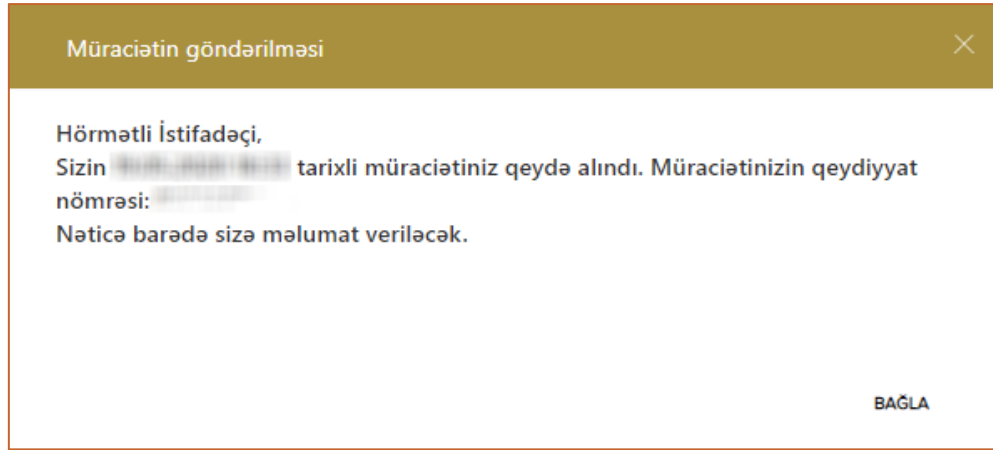 Müraciətin göndərilməsi
Hörmətli İstifadəçi,
Sizin tarixli müraciətiniz qeydə alındı. Müraciətinizin qeydiyyat
nömrəsi:
Nəticə barədə sizə məlumat veriləcək.
BAĞLA